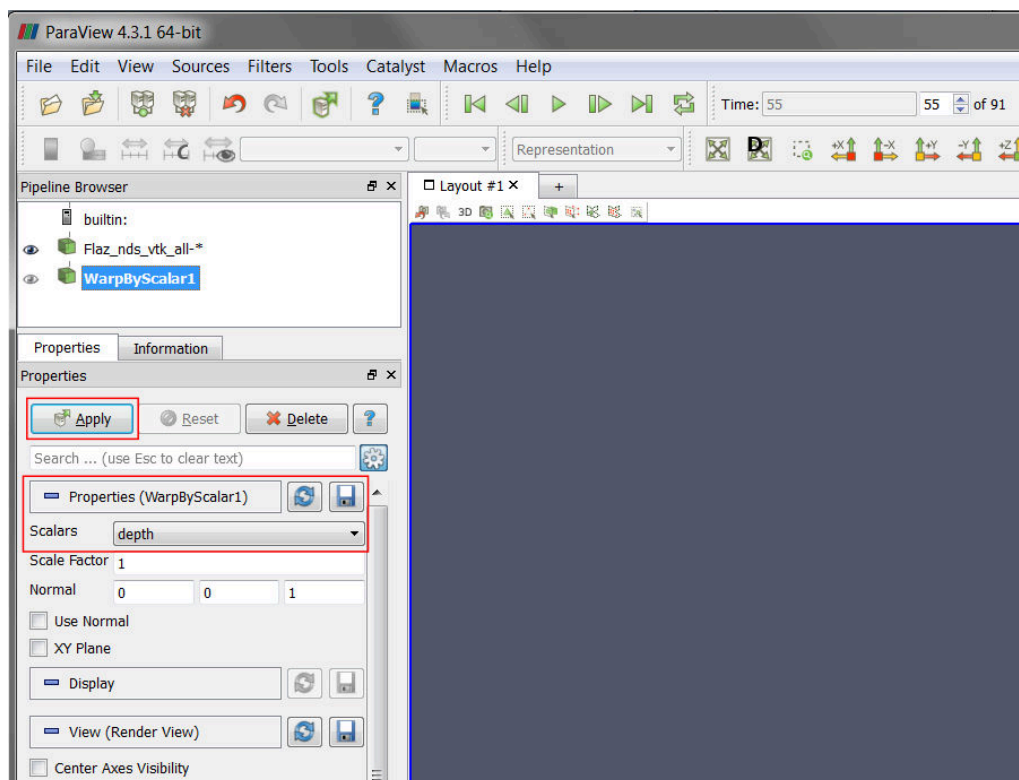 ParaView 4.3.1 64-bit
File Edit View Sources Filters Tools Catalyst Macros Help
Time: 55 55 of 91
Representation
+X -X +Y -Y +Z
Pipeline Browser
Layout #1
+
3D
builtin:
Flaz_nds_vtk_all-*
WarpByScalar1
Properties Information
Properties
Apply Reset Delete ?
Search ... (use Esc to clear text)
Properties (WarpByScalar1)
Scalars depth
Scale Factor 1
Normal 0 0 1
Use Normal
XY Plane
Display
View (Render View)
Center Axes Visibility